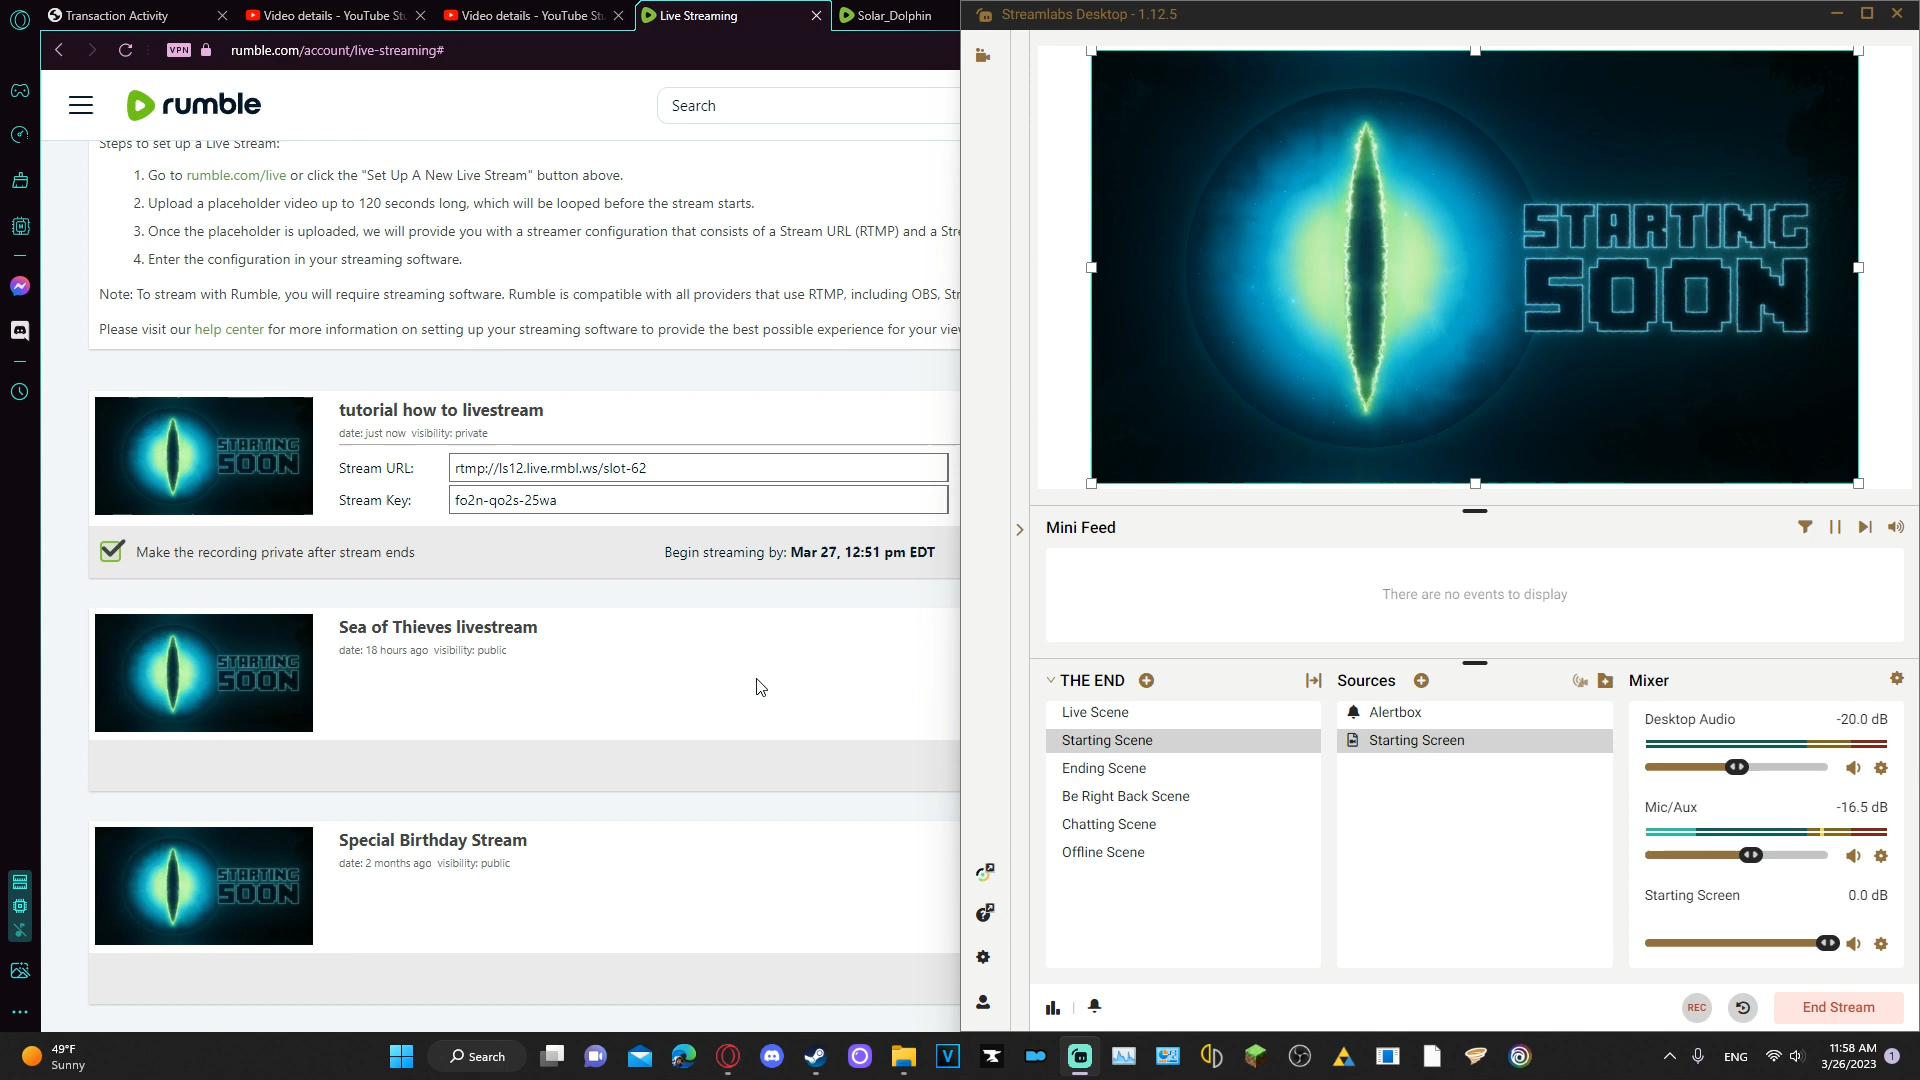 Transaction Activity
Video details - YouTube Stu
Video details - YouTube Stu
Live Streaming
Solar_Dolphin
Streamlabs Desktop - 1.12.5
VPN
rumble.com/account/live-streaming#
rumble
Search
Steps to set up a Live Stream:
1. Go to rumble.com/live or click the "Set Up A New Live Stream" button above.
2. Upload a placeholder video up to 120 seconds long, which will be looped before the stream starts.
3. Once the placeholder is uploaded, we will provide you with a streamer configuration that consists of a Stream URL (RTMP) and a Stre
4. Enter the configuration in your streaming software.
Note: To stream with Rumble, you will require streaming software. Rumble is compatible with all providers that use RTMP, including OBS, Str
Please visit our help center for more information on setting up your streaming software to provide the best possible experience for your view
STARTING
SOON
tutorial how to livestream
date: just now visibility: private
Stream URL: rtmp://ls12.live.rmbl.ws/slot-62
Stream Key: fo2n-qo2s-25wa
Make the recording private after stream ends
Begin streaming by: Mar 27, 12:51 pm EDT
STARTING
SOON
Sea of Thieves livestream
date: 18 hours ago visibility: public
STARTING
SOON
Special Birthday Stream
date: 2 months ago visibility: public
STARTING
SOON
Mini Feed
There are no events to display
THE END
Live Scene
Starting Scene
Ending Scene
Be Right Back Scene
Chatting Scene
Offline Scene
Sources
Alertbox
Starting Screen
Mixer
Desktop Audio -20.0 dB
Mic/Aux -16.5 dB
Starting Screen 0.0 dB
REC
End Stream
49°F
Sunny
Search
V
ENG
11:58 AM
3/26/2023
1